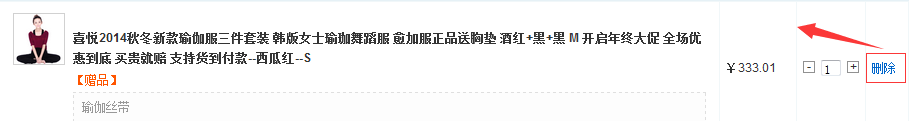 喜悦2014秋冬新款瑜伽服三件套装 韩版女士瑜珈舞蹈服 愈加服正品送胸垫 酒红+黑+黑 M 开启年终大促 全场优
惠到底 买贵就赔 支持货到付款--西瓜红--S
【赠品】
瑜伽丝带
￥333.01
- 1 +
删除